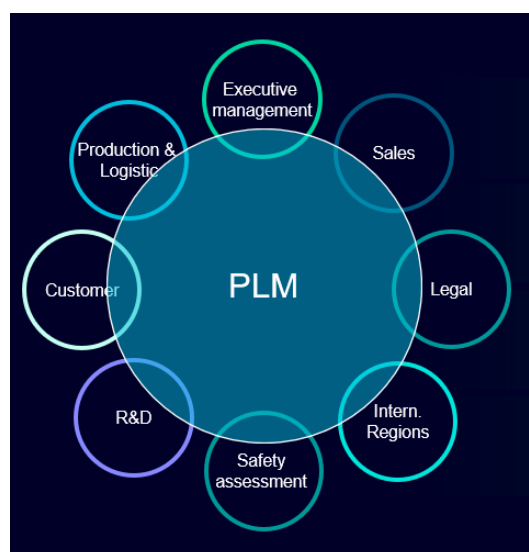 Executive
management
Production &
Logistic
Sales
Customer
PLM
Legal
R&D
Intern.
Regions
Safety
assessment